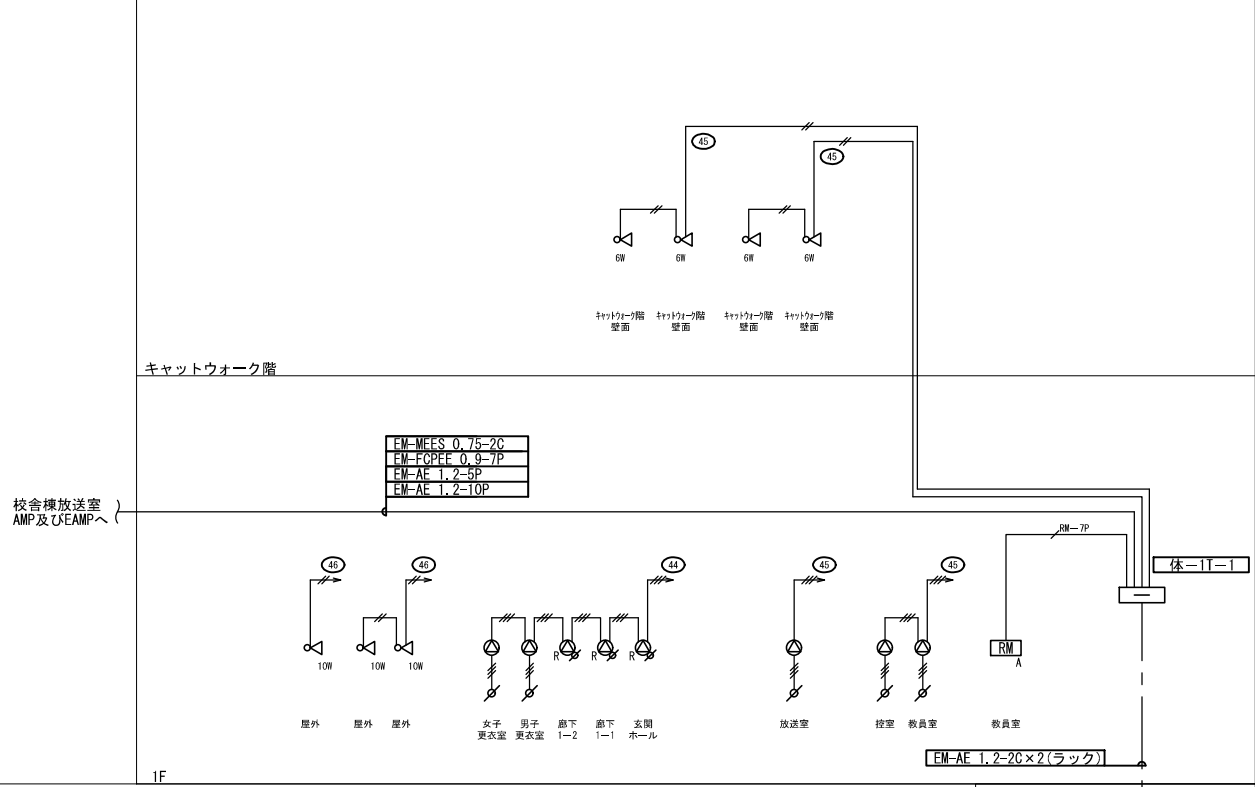 45
45
6W 6W 6W 6W
ｷｬｯﾄｳｫｰｸ階 ｷｬｯﾄｳｫｰｸ階 ｷｬｯﾄｳｫｰｸ階 ｷｬｯﾄｳｫｰｸ階
壁面 壁面 壁面 壁面
キャットウォーク階
EM-MEES 0.75-2C
EM-FCPEE 0.9-7P
EM-AE 1.2-5P
EM-AE 1.2-10P
校舎棟放送室
AMP及びEAMPへ
RM-7P
46 46 44 45 45
体-1T-1
R R R
RM
A
10W 10W 10W
屋外 屋外 屋外
女子 男子 廊下 廊下 玄関
更衣室 更衣室 1-2 1-1 ホール
放送室 控室 教員室 教員室
EM-AE 1.2-2C×2(ラック)
1F